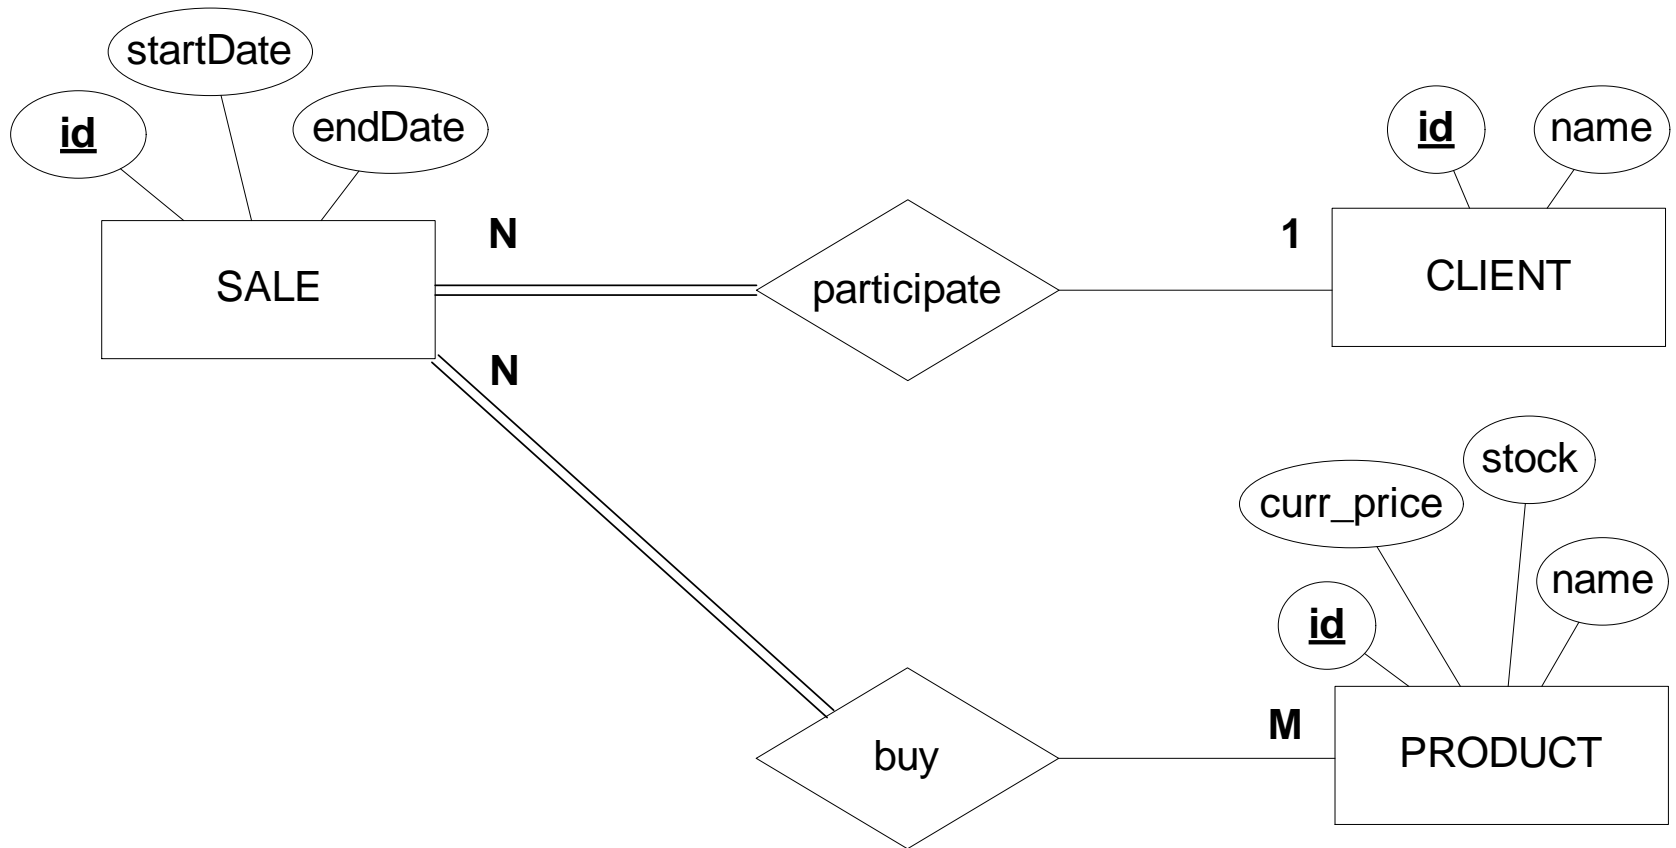 startDate
id
endDate
id
name
N
1
SALE
participate
CLIENT
N
stock
curr_price
name
id
M
buy
PRODUCT